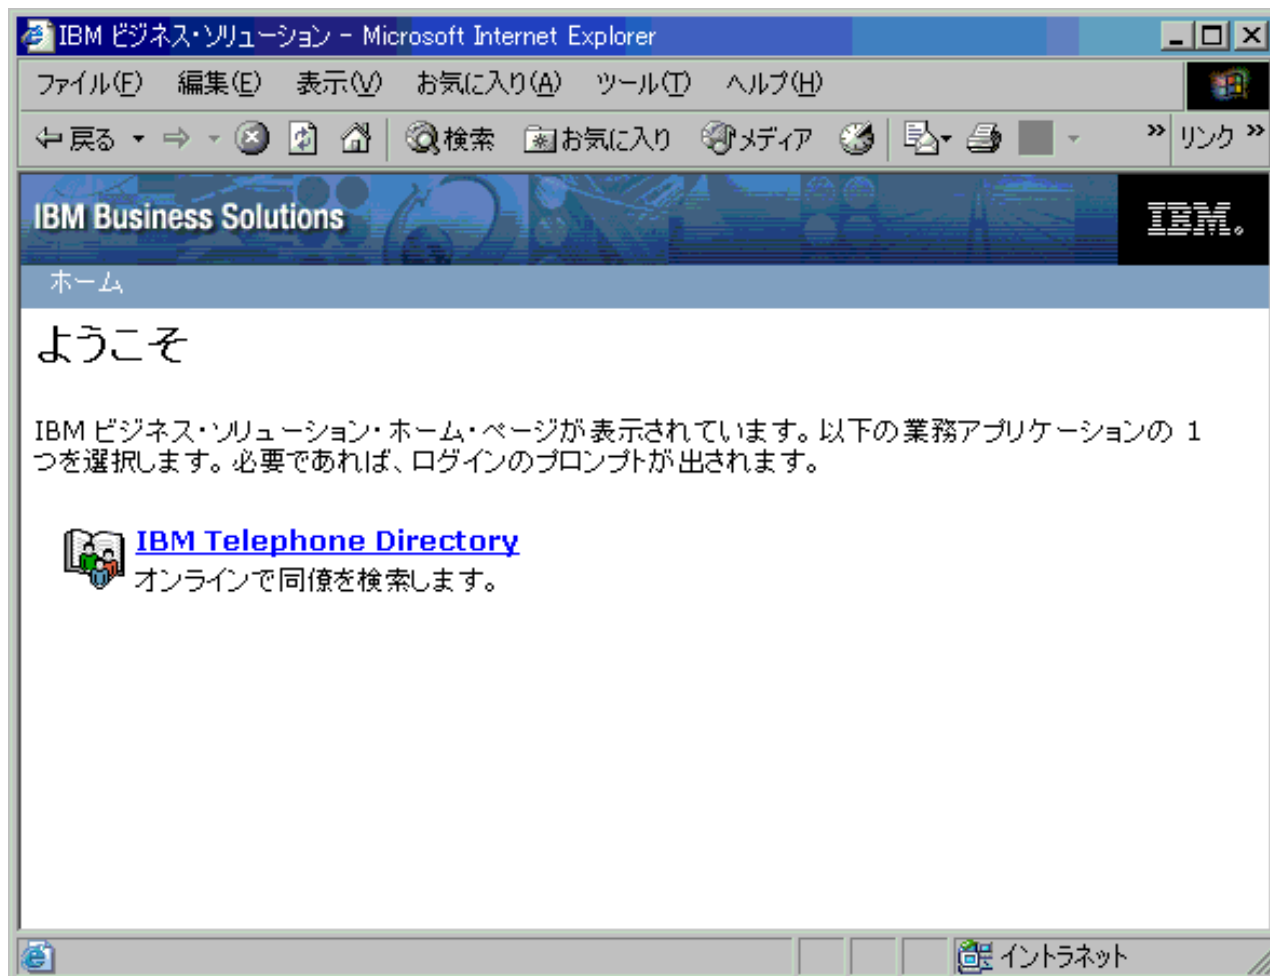 IBM ビジネス・ソリューション - Microsoft Internet Explorer
ファイル(F) 編集(E) 表示(V) お気に入り(A) ツール(T) ヘルプ(H)
戻る 検索 お気に入り メディア » リンク »
IBM Business Solutions IBM.
ホーム
ようこそ
IBM ビジネス・ソリューション・ホーム・ページが表示されています。以下の業務アプリケーションの 1
つを選択します。必要であれば、ログインのプロンプトが出されます。
IBM Telephone Directory
オンラインで同僚を検索します。
イントラネット